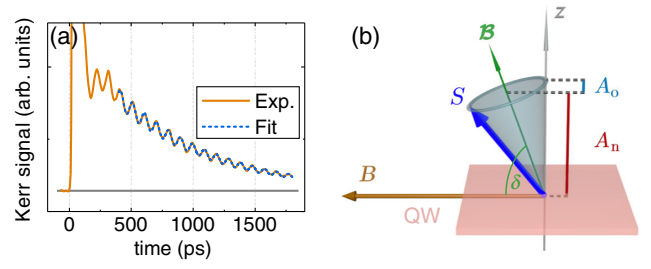 (a)
Kerr signal (arb. units)
Exp.
Fit
0
500
1000
1500
time (ps)
(b)
z
𝓑
S
A_o
A_n
B
δ
QW